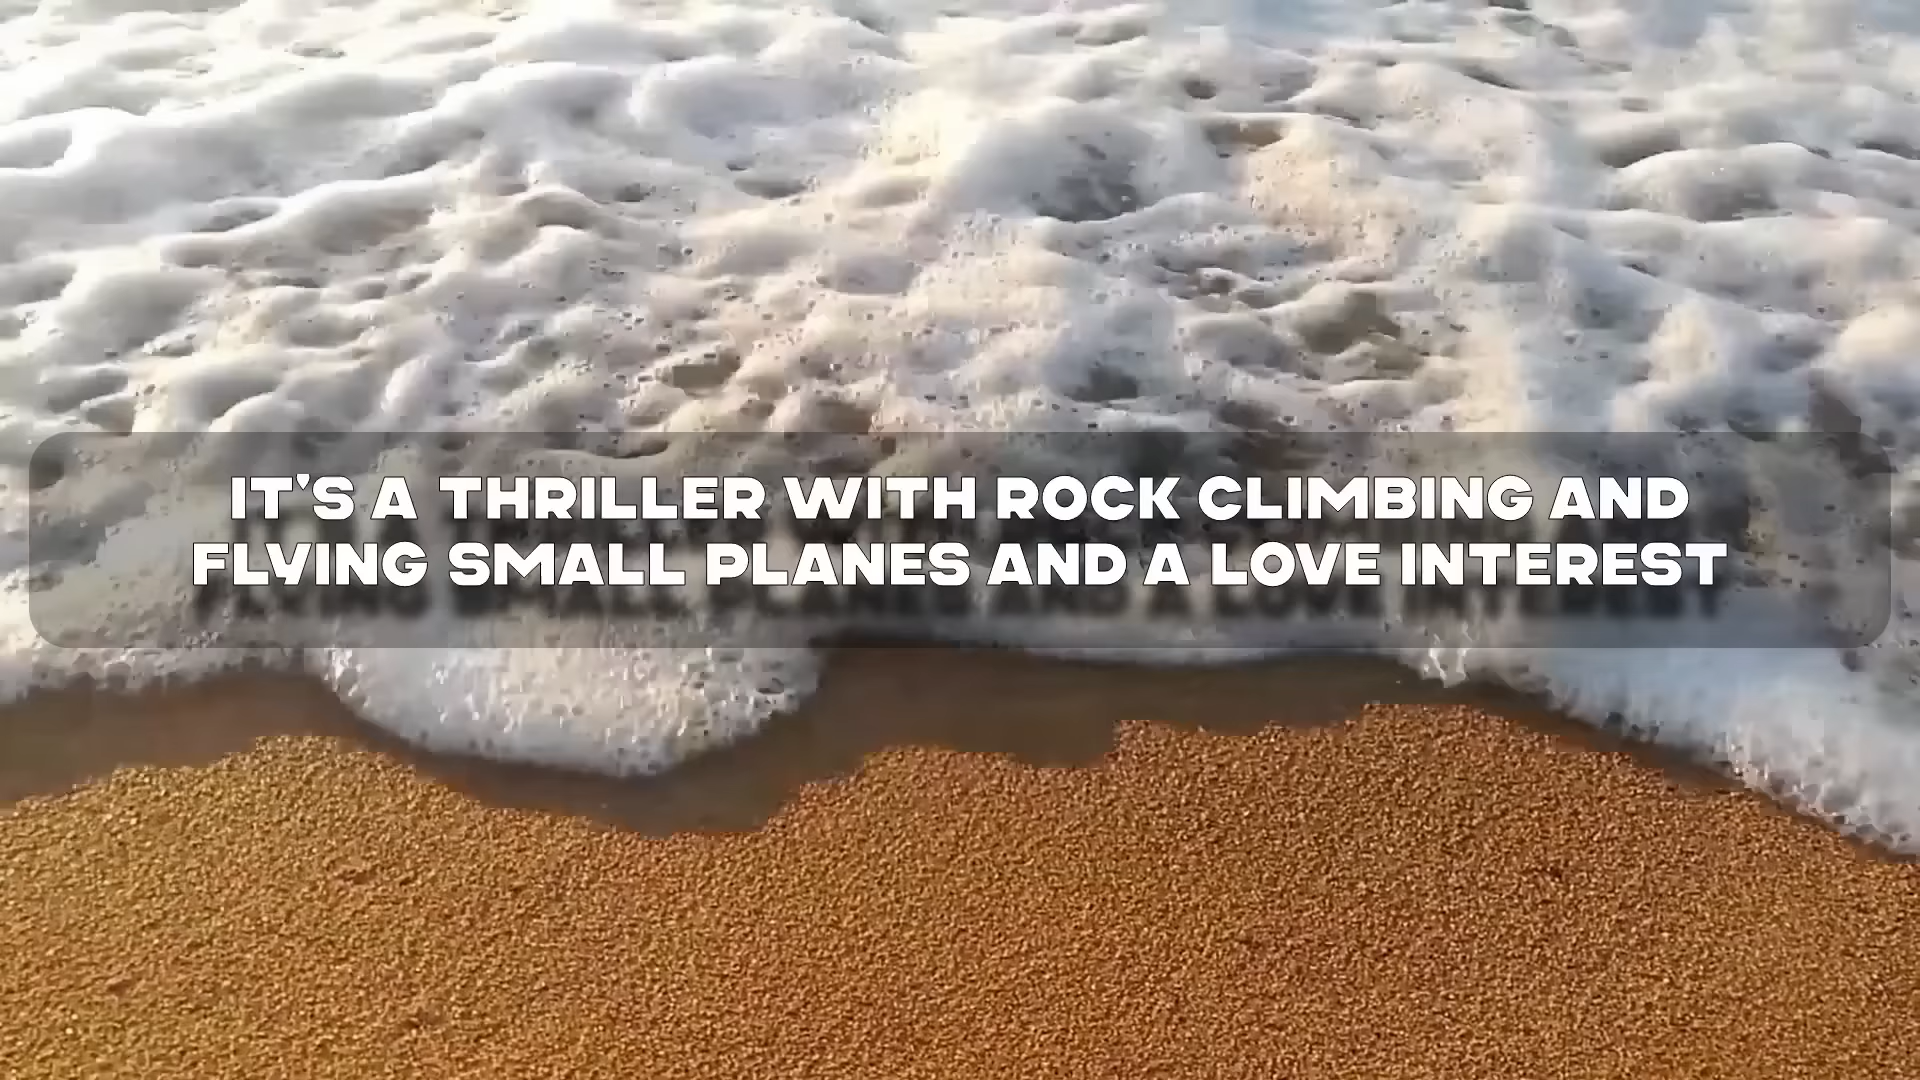 IT'S A THRILLER WITH ROCK CLIMBING AND
FLYING SMALL PLANES AND A LOVE INTEREST